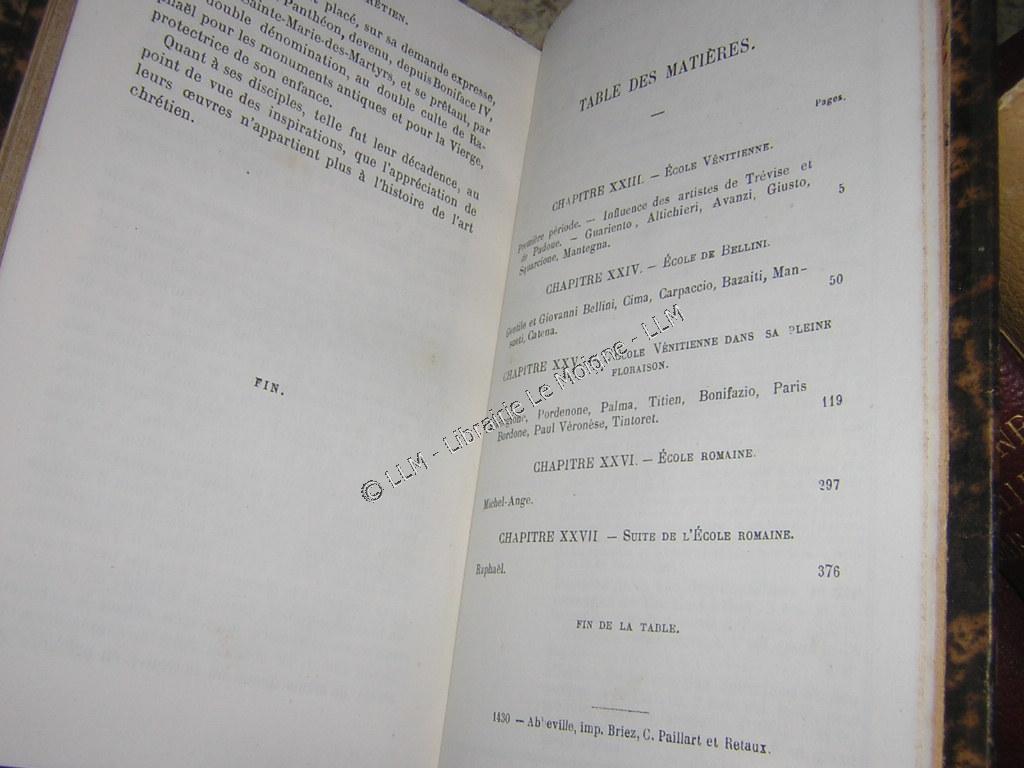 RÉTIEN.
placé, sur sa demande expresse,
Panthéon, devenu, depuis Boniface IV,
Sainte-Marie-des-Martyrs, et se prêtant, par
double dénomination, au double culte de Ra-
phaël pour les monuments antiques et pour la Vierge,
protectrice de son enfance.
Quant à ses disciples, telle fut leur décadence, au
point de vue des inspirations, que l'appréciation de
leurs œuvres n'appartient plus à l'histoire de l'art
chrétien.
FIN.
TABLE DES MATIÈRES.
Pages.
CHAPITRE XXIII. — ÉCOLE VÉNITIENNE.
Première période. — Influence des artistes de Trévise et
de Padoue. — Guariento, Altichieri, Avanzi, Giusto,
Squarcione, Mantegna. 5
CHAPITRE XXIV. — ÉCOLE DE BELLINI.
Gentile et Giovanni Bellini, Cima, Carpaccio, Bazaiti, Man-
sueti, Catena. 50
CHAPITRE XXV. ÉCOLE VÉNITIENNE DANS SA PLEINE
FLORAISON.
Pordenone, Palma, Titien, Bonifazio, Paris
Bordone, Paul Véronèse, Tintoret. 119
CHAPITRE XXVI. — ÉCOLE ROMAINE.
Michel-Ange. 297
CHAPITRE XXVII — SUITE DE L'ÉCOLE ROMAINE.
Raphaël. 376
FIN DE LA TABLE.
1430 — Abbeville, imp. Briez, C. Paillart et Retaux.
© LLM - Librairie Le Moigne - LLM